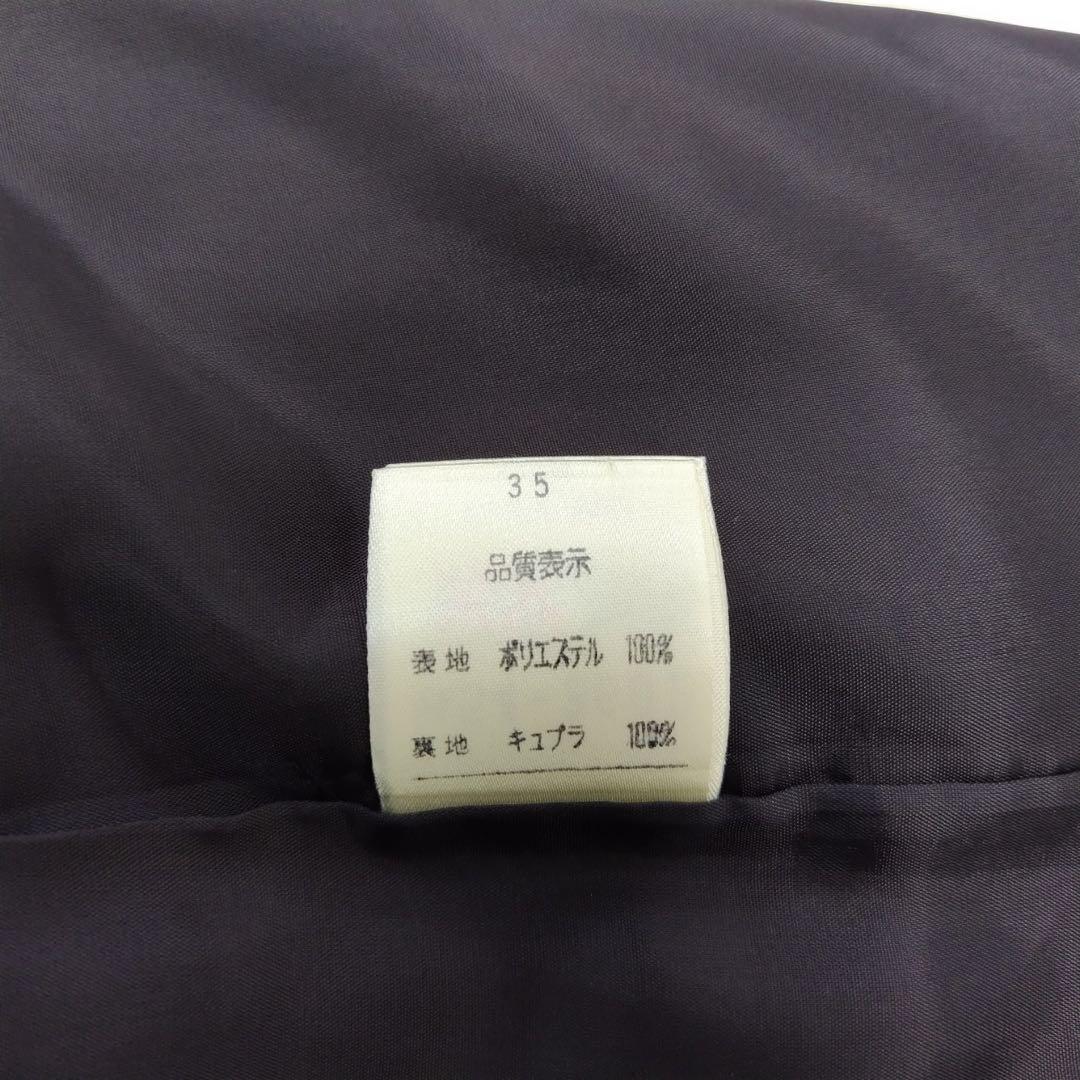 35
品質表示
表地 ポリエステル 100%
裏地 キュプラ 100%